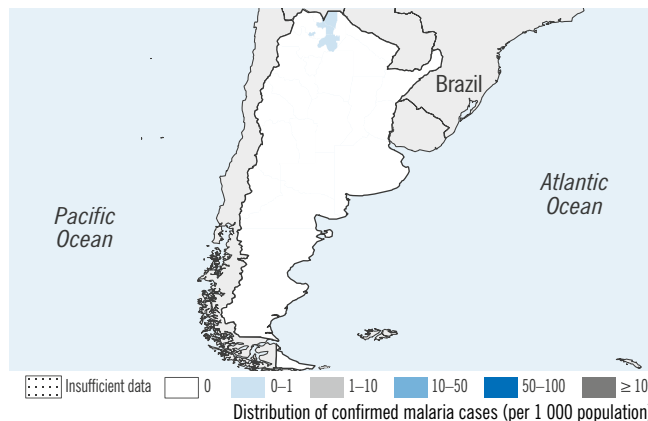 Brazil
Atlantic
Ocean
Pacific
Ocean
Insufficient data 0 0–1 1–10 10–50 50–100 ≥ 10
Distribution of confirmed malaria cases (per 1 000 population